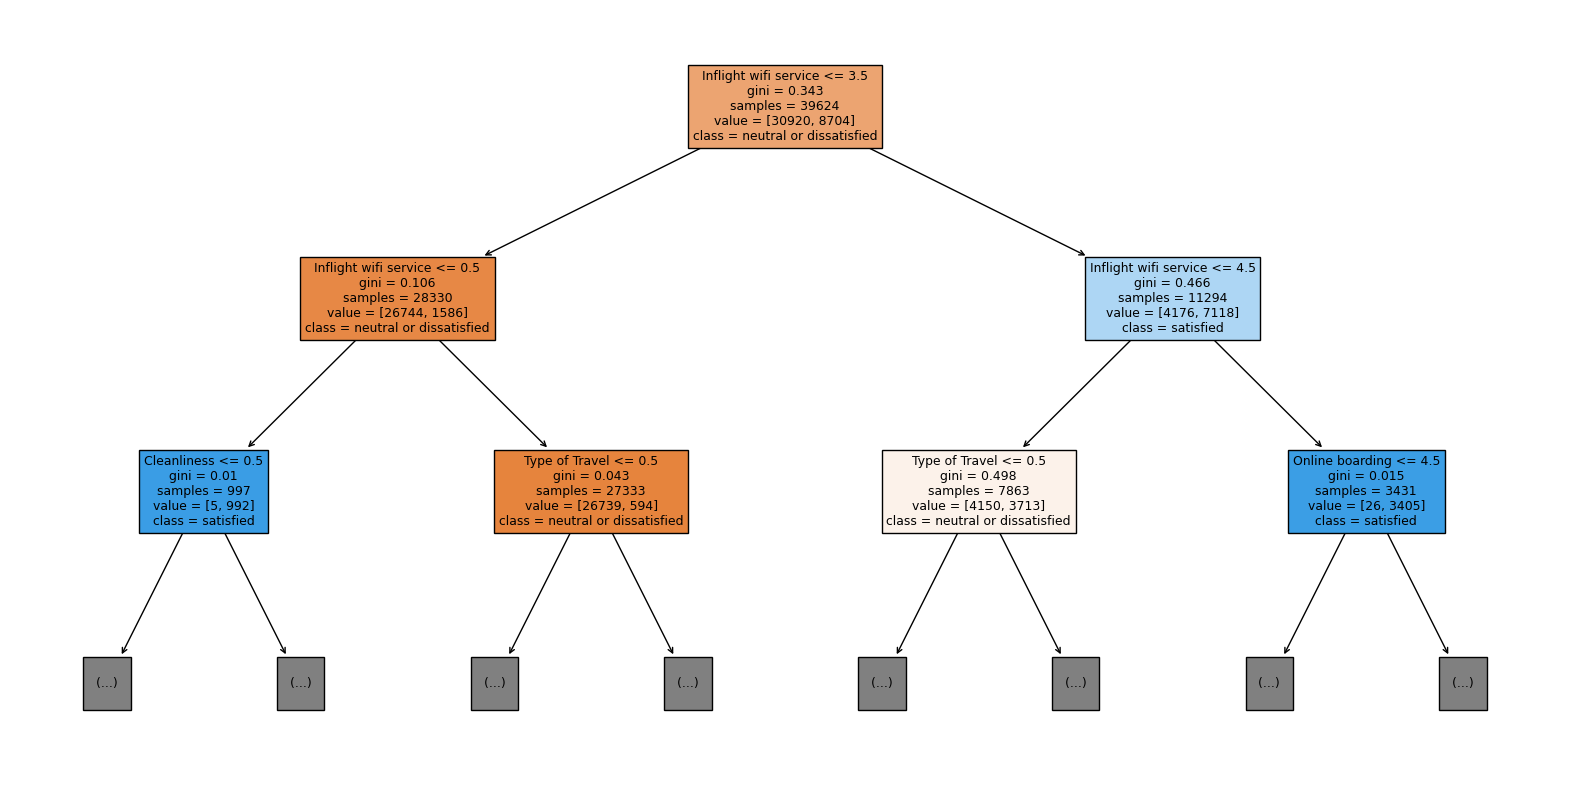 Inflight wifi service <= 3.5
gini = 0.343
samples = 39624
value = [30920, 8704]
class = neutral or dissatisfied
Inflight wifi service <= 0.5
gini = 0.106
samples = 28330
value = [26744, 1586]
class = neutral or dissatisfied
Inflight wifi service <= 4.5
gini = 0.466
samples = 11294
value = [4176, 7118]
class = satisfied
Cleanliness <= 0.5
gini = 0.01
samples = 997
value = [5, 992]
class = satisfied
Type of Travel <= 0.5
gini = 0.043
samples = 27333
value = [26739, 594]
class = neutral or dissatisfied
Type of Travel <= 0.5
gini = 0.498
samples = 7863
value = [4150, 3713]
class = neutral or dissatisfied
Online boarding <= 4.5
gini = 0.015
samples = 3431
value = [26, 3405]
class = satisfied
(...)
(...)
(...)
(...)
(...)
(...)
(...)
(...)